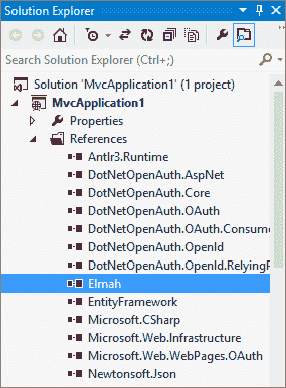 Solution Explorer
Search Solution Explorer (Ctrl+;)
Solution 'MvcApplication1' (1 project)
MvcApplication1
Properties
References
Antlr3.Runtime
DotNetOpenAuth.AspNet
DotNetOpenAuth.Core
DotNetOpenAuth.OAuth
DotNetOpenAuth.OAuth.Consume
DotNetOpenAuth.OpenId
DotNetOpenAuth.OpenId.RelyingP
Elmah
EntityFramework
Microsoft.CSharp
Microsoft.Web.Infrastructure
Microsoft.Web.WebPages.OAuth
Newtonsoft.Json